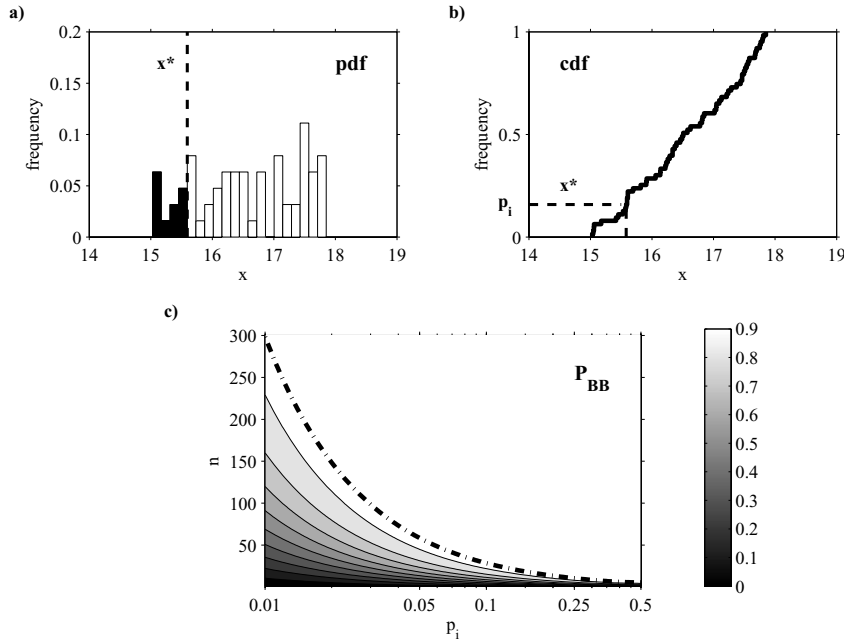 a)
0.2
0.15
0.1
0.05
0
frequency
x*
pdf
14 15 16 17 18 19
x
b)
1
0.5
0
frequency
p_i
cdf
x*
14 15 16 17 18 19
x
c)
300
250
200
150
100
50
n
P_BB
0.01 0.05 0.1 0.25 0.5
p_i
0.9
0.8
0.7
0.6
0.5
0.4
0.3
0.2
0.1
0